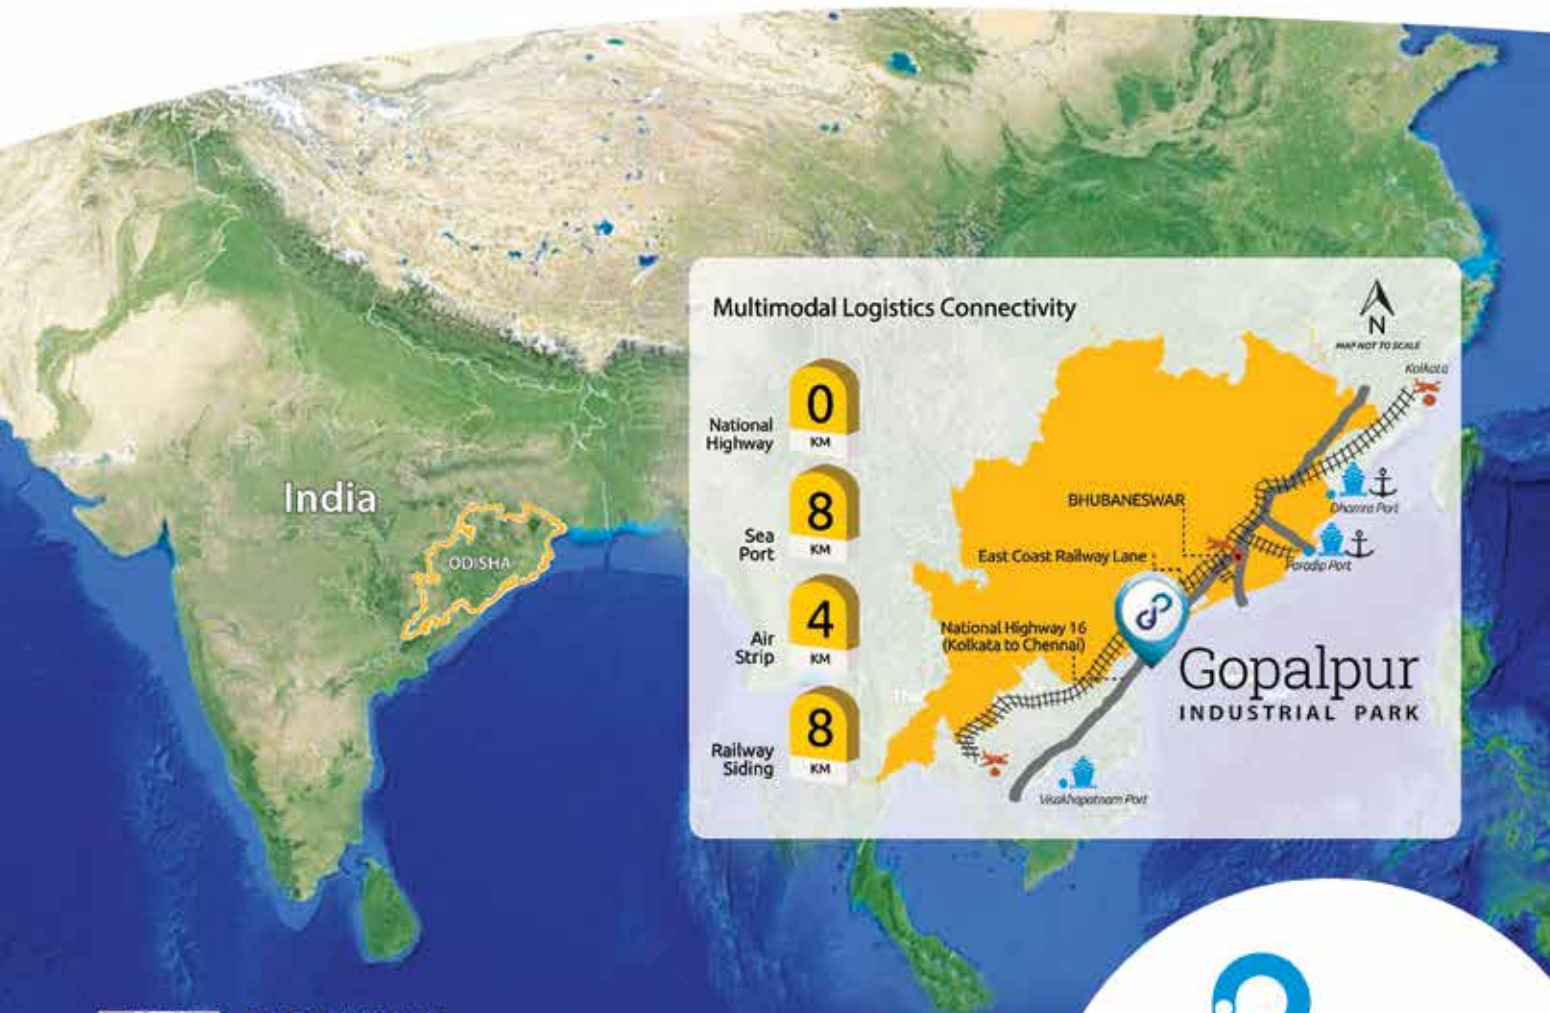 Multimodal Logistics Connectivity
N
MAP NOT TO SCALE
Kolkata
0
National
Highway
KM
India
8
BHUBANESWAR
Dhamra Port
Sea
Port
KM
ODISHA
East Coast Railway Lane
Paradip Port
4
National Highway 16
(Kolkata to Chennai)
Air
Strip
KM
Gopalpur
INDUSTRIAL PARK
8
Railway
Siding
KM
Visakhapatnam Port